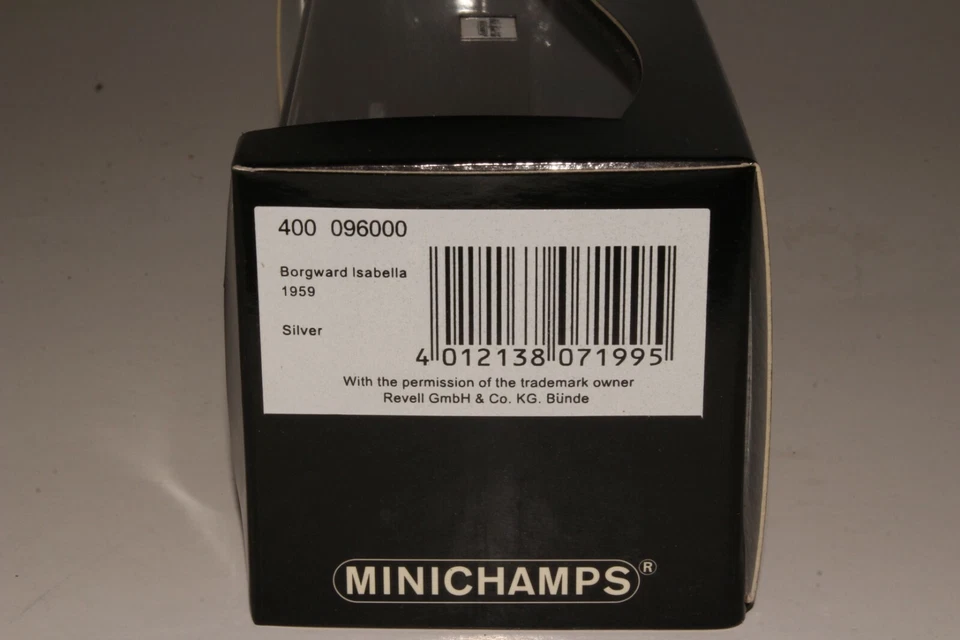 400 096000
Borgward Isabella
1959
Silver
4 012138 071995
With the permission of the trademark owner
Revell GmbH & Co. KG. Bünde
MINICHAMPS®